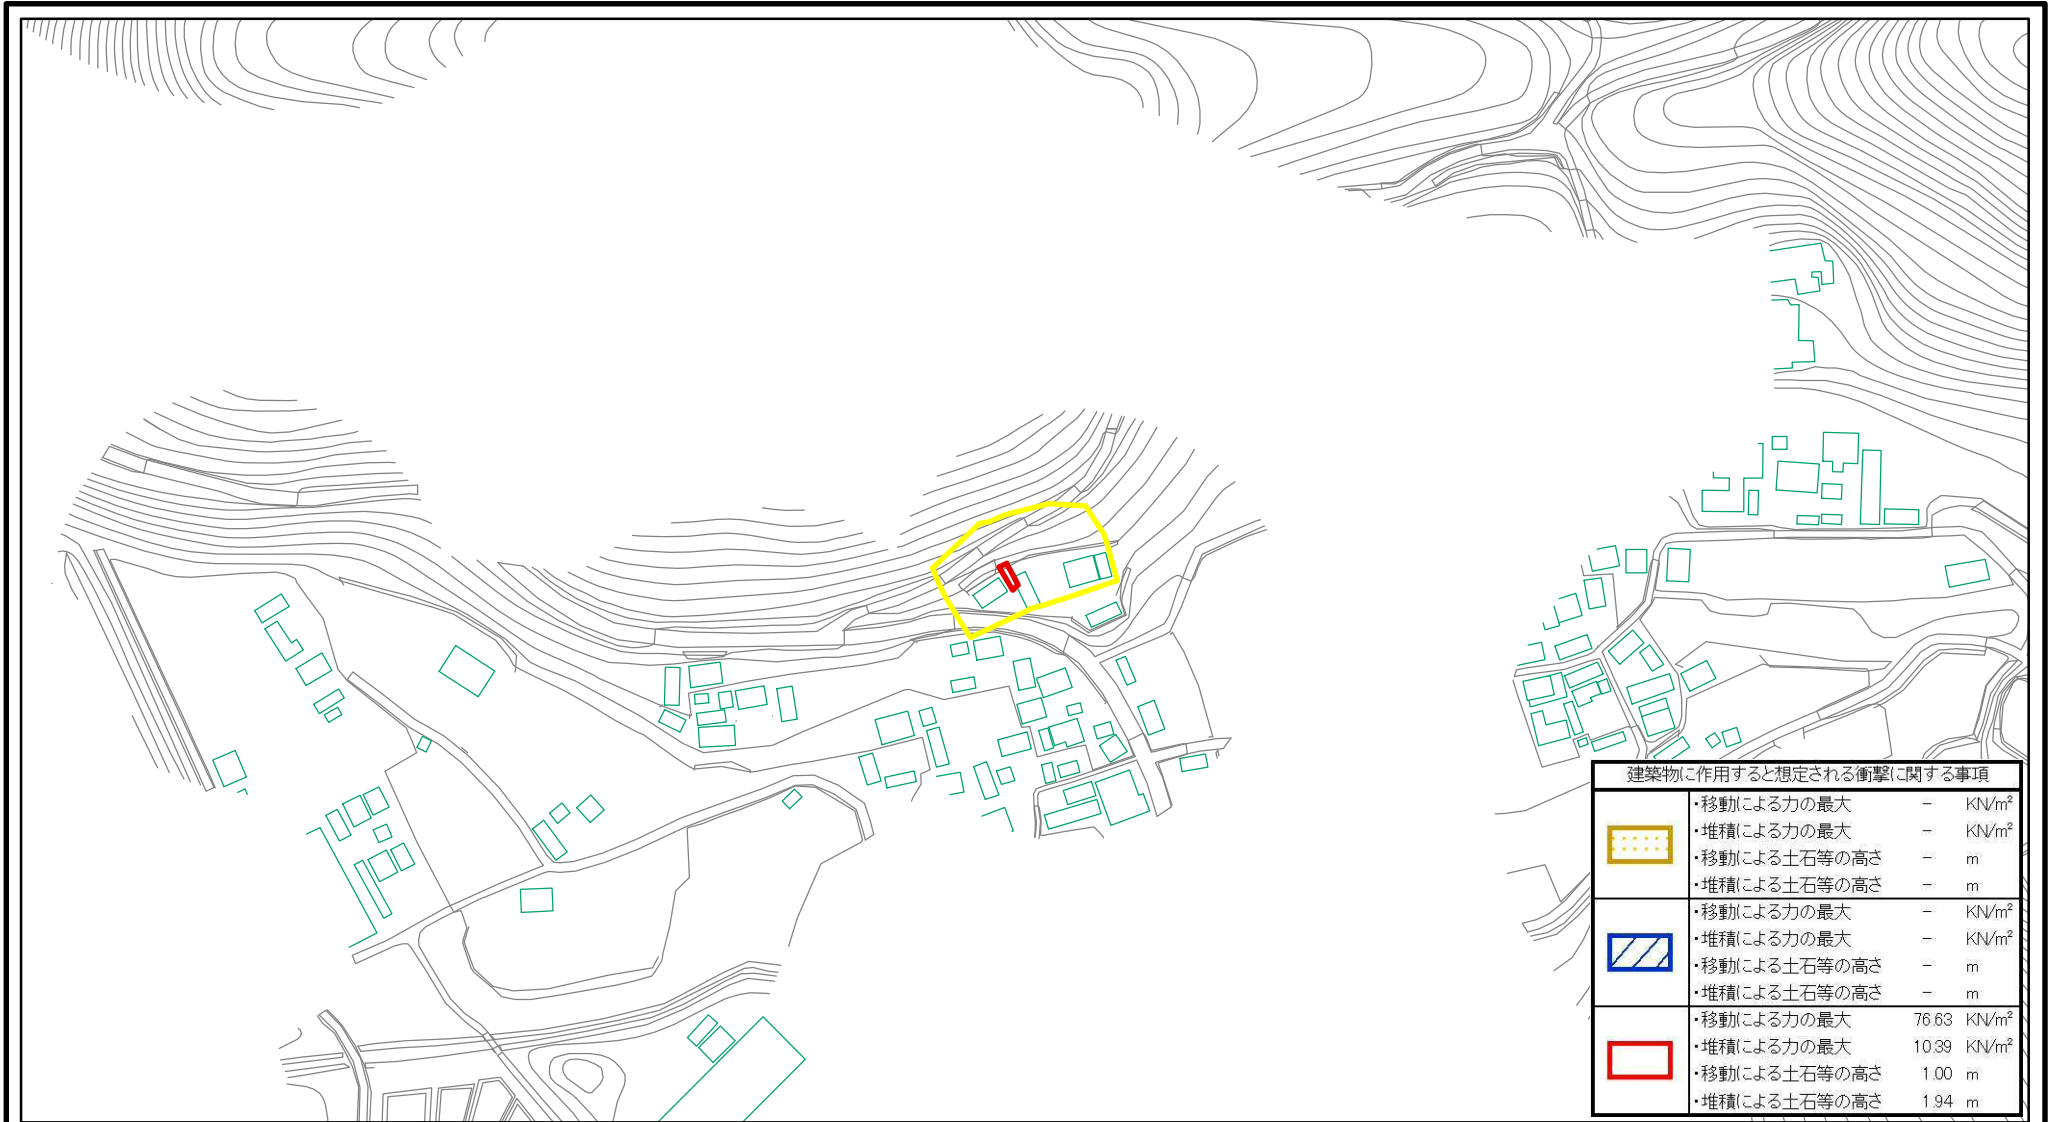 建築物に作用すると想定される衝撃に関する事項
・移動による力の最大 － KN/m²
・堆積による力の最大 － KN/m²
・移動による土石等の高さ － m
・堆積による土石等の高さ － m
・移動による力の最大 － KN/m²
・堆積による力の最大 － KN/m²
・移動による土石等の高さ － m
・堆積による土石等の高さ － m
・移動による力の最大 76.63 KN/m²
・堆積による力の最大 10.39 KN/m²
・移動による土石等の高さ 1.00 m
・堆積による土石等の高さ 1.94 m